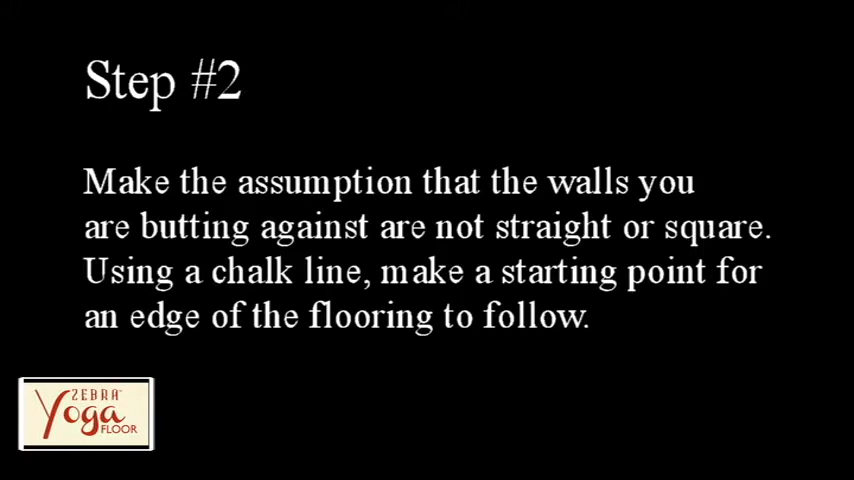 Step #2
Make the assumption that the walls you
are butting against are not straight or square.
Using a chalk line, make a starting point for
an edge of the flooring to follow.
ZEBRA™
Yoga
FLOOR